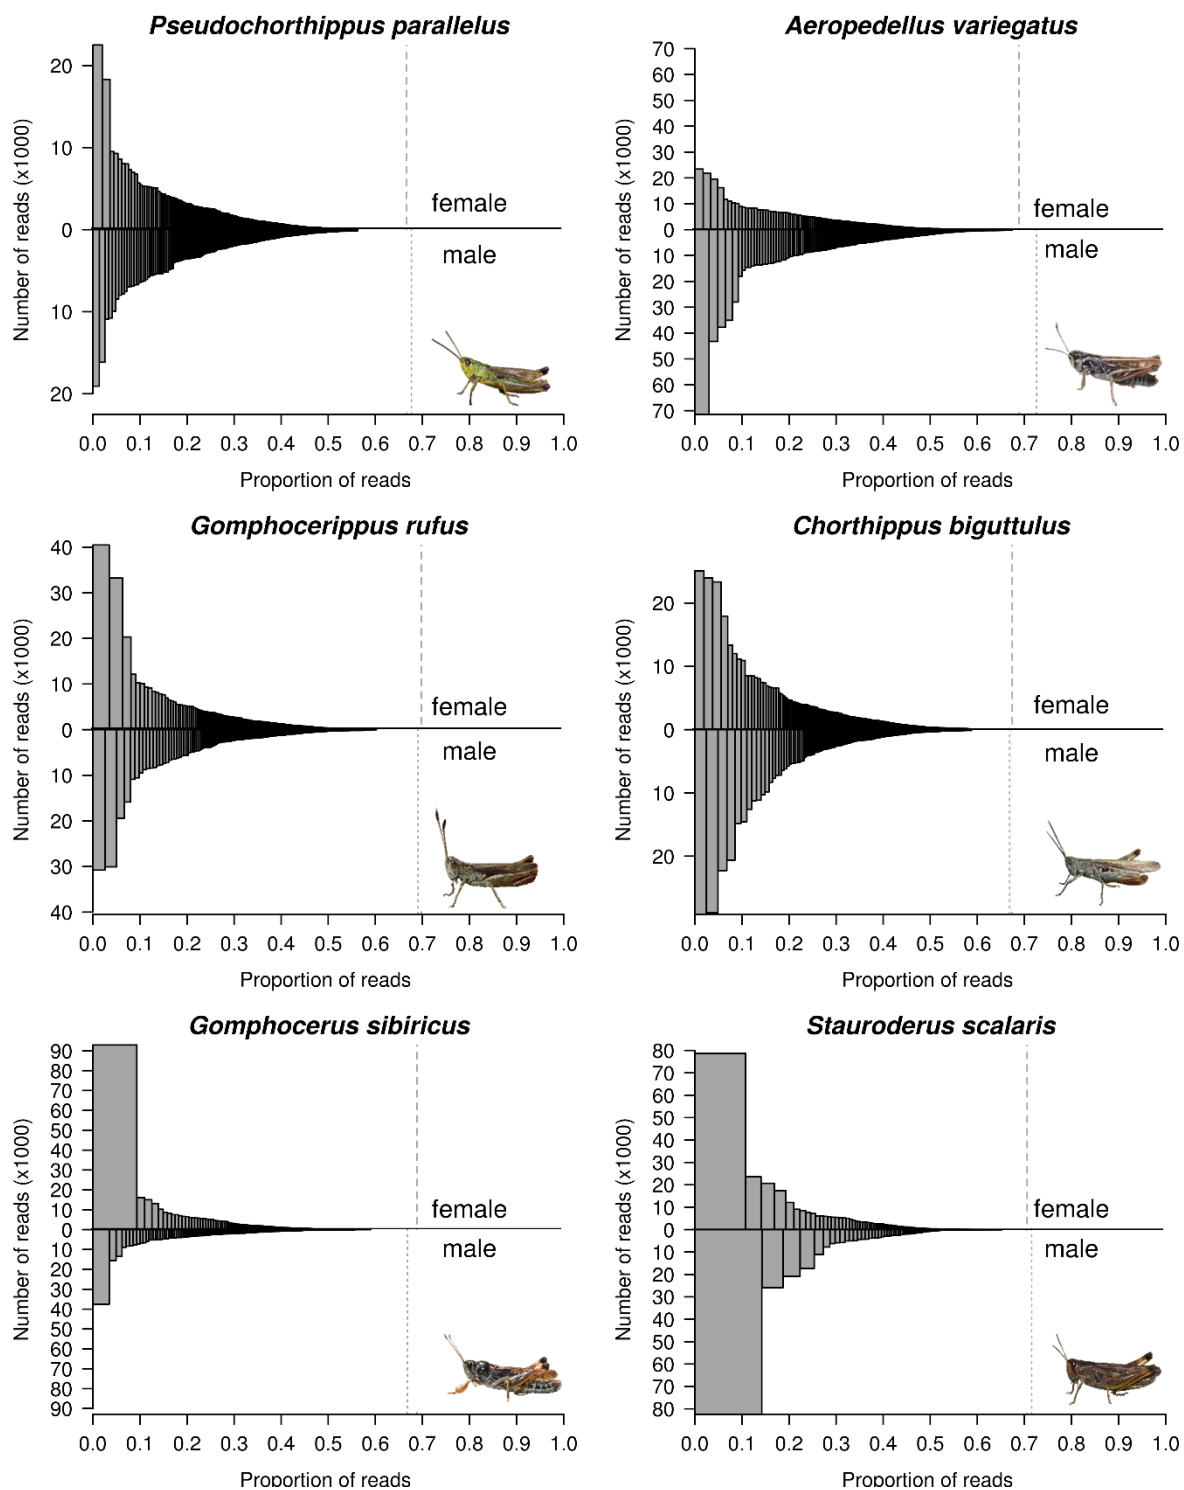 Pseudochorthippus parallelus
Number of reads (x1000)
20
10
0
10
20
female
male
0.0 0.1 0.2 0.3 0.4 0.5 0.6 0.7 0.8 0.9 1.0
Proportion of reads
Aeropedellus variegatus
Number of reads (x1000)
70
60
50
40
30
20
10
0
10
20
30
40
50
60
70
female
male
0.0 0.1 0.2 0.3 0.4 0.5 0.6 0.7 0.8 0.9 1.0
Proportion of reads
Gomphocerippus rufus
Number of reads (x1000)
40
30
20
10
0
10
20
30
40
female
male
0.0 0.1 0.2 0.3 0.4 0.5 0.6 0.7 0.8 0.9 1.0
Proportion of reads
Chorthippus biguttulus
Number of reads (x1000)
20
10
0
10
20
female
male
0.0 0.1 0.2 0.3 0.4 0.5 0.6 0.7 0.8 0.9 1.0
Proportion of reads
Gomphocerus sibiricus
Number of reads (x1000)
90
80
70
60
50
40
30
20
10
0
10
20
30
40
50
60
70
80
90
female
male
0.0 0.1 0.2 0.3 0.4 0.5 0.6 0.7 0.8 0.9 1.0
Proportion of reads
Stauroderus scalaris
Number of reads (x1000)
80
70
60
50
40
30
20
10
0
10
20
30
40
50
60
70
80
female
male
0.0 0.1 0.2 0.3 0.4 0.5 0.6 0.7 0.8 0.9 1.0
Proportion of reads